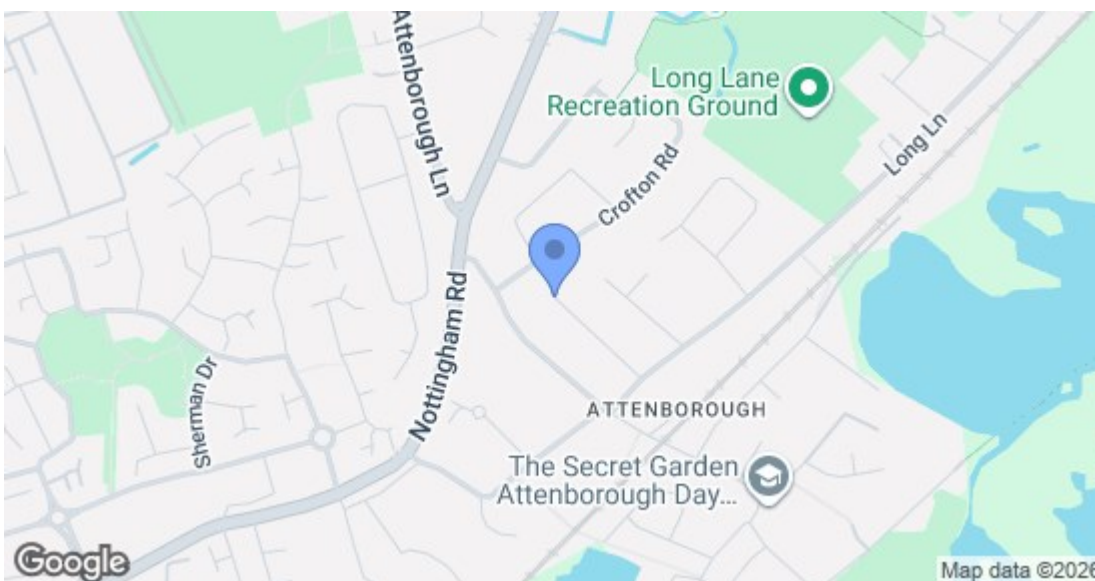 Attenborough Ln
Long Lane
Recreation Ground
Long Ln
Crofton Rd
Nottingham Rd
Sherman Dr
ATTENBOROUGH
The Secret Garden
Attenborough Day...
Google
Map data ©2026